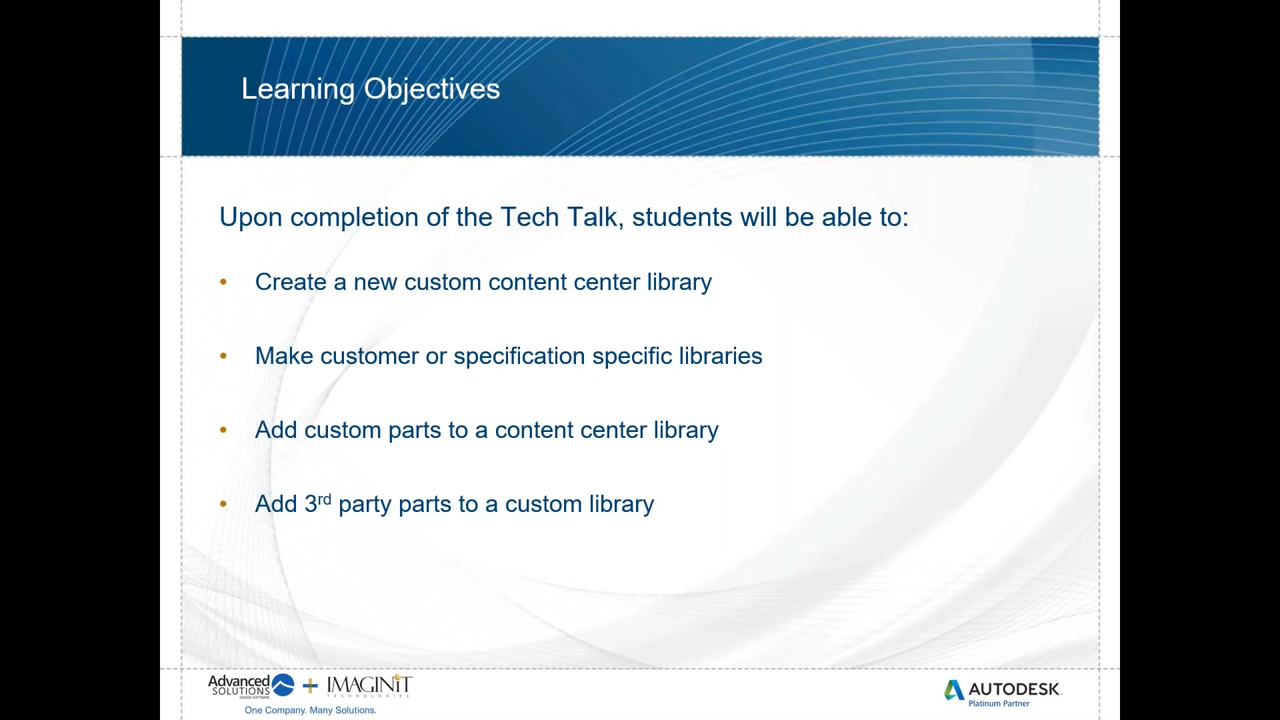 Learning Objectives
Upon completion of the Tech Talk, students will be able to:
• Create a new custom content center library
• Make customer or specification specific libraries
• Add custom parts to a content center library
• Add 3rd party parts to a custom library
Advanced
SOLUTIONS
DESIGN SOFTWARE
+ IMAGINiT
TECHNOLOGIES
One Company. Many Solutions.
AUTODESK.
Platinum Partner